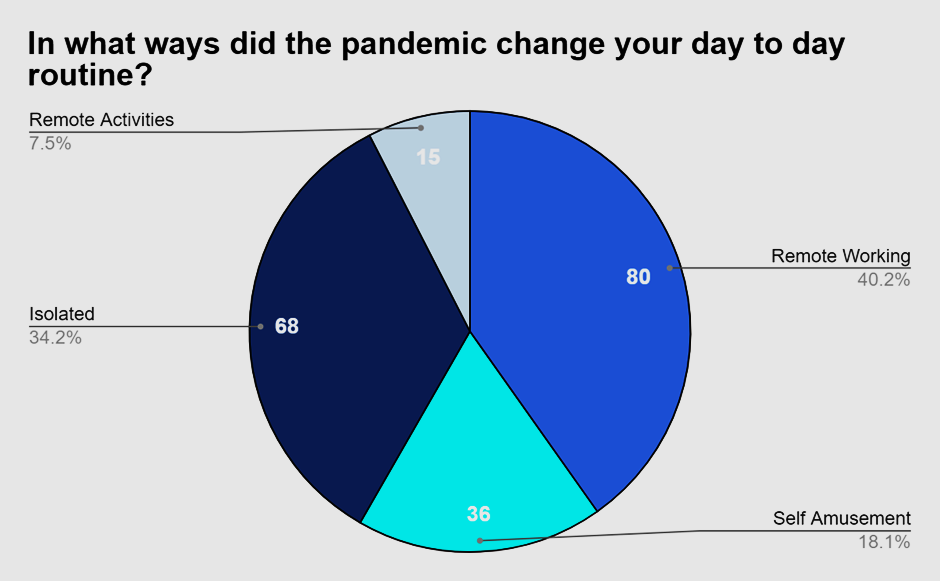 In what ways did the pandemic change your day to day
routine?
Remote Activities
7.5%
15
Remote Working
40.2%
80
Isolated
34.2%
68
36
Self Amusement
18.1%